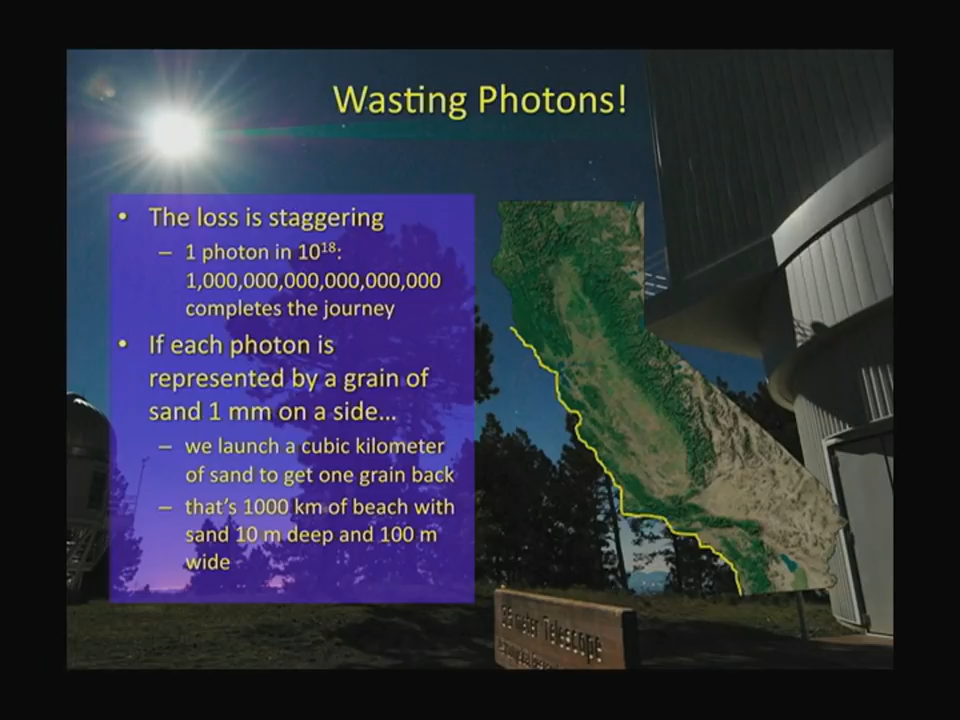 Wasting Photons!
• The loss is staggering
– 1 photon in 10¹⁸:
1,000,000,000,000,000,000
completes the journey
• If each photon is
represented by a grain of
sand 1 mm on a side…
– we launch a cubic kilometer
of sand to get one grain back
– that's 1000 km of beach with
sand 10 m deep and 100 m
wide
meter Telescope